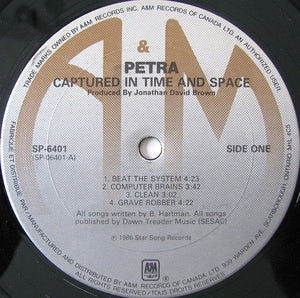 TRADE MARKS OWNED BY A&M RECORDS INC. A&M RECORDS OF CANADA LTD. AN AUTHORIZED USER
&
PETRA
CAPTURED IN TIME AND SPACE
Produced By Jonathan David Brown
SP-6401
(SP-06401-A)
SIDE ONE
1. BEAT THE SYSTEM 4:23
2. COMPUTER BRAINS 3:42
3. CLEAN 3:02
4. GRAVE ROBBER 4:22
All songs written by B. Hartman. All songs
published by Dawn Treader Music (SESAC)
℗ 1986 Star Song Records
A&M
RECORDS
FABRIQUE ET DISTRIBUE PAR
MANUFACTURED AND DISTRIBUTED BY A&M RECORDS OF CANADA LTD. 939 WARDEN AVE. SCARBOROUGH ONTARIO M1L 4C5
ALL RIGHTS RESERVED/TOUS DROITS RESERVES